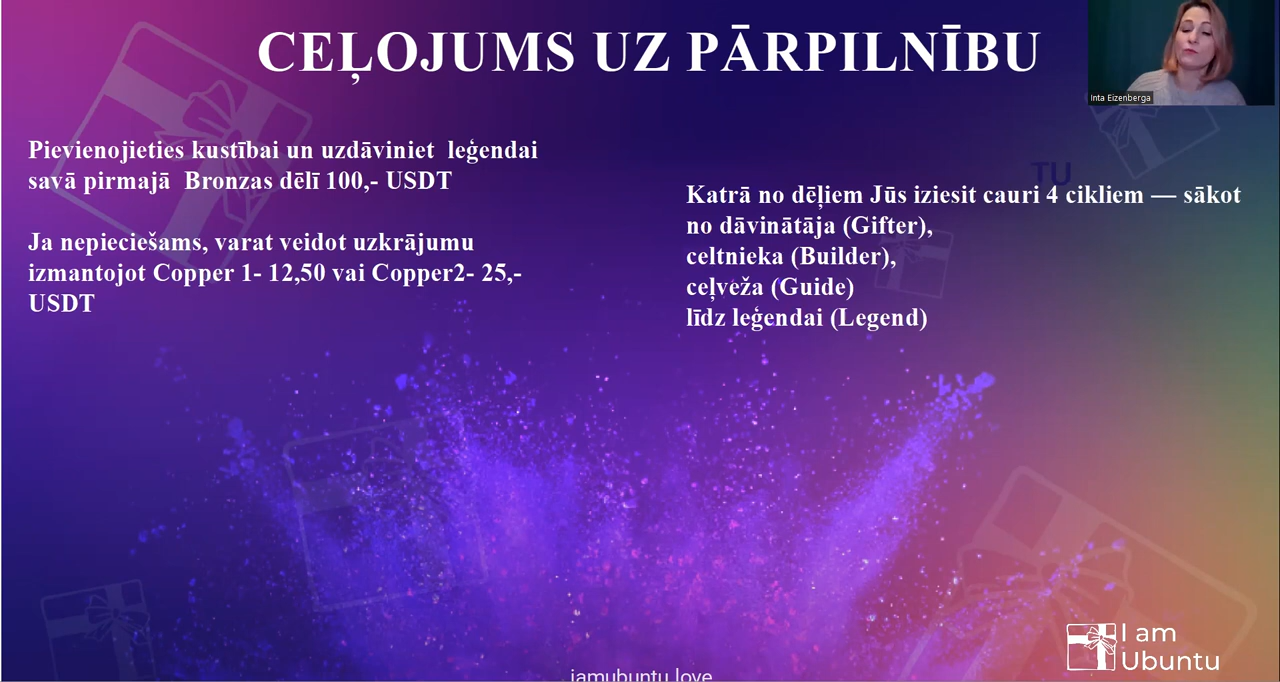 CEĻOJUMS UZ PĀRPILNĪBU
Inta Eizenberga
Pievienojieties kustībai un uzdāviniet leģendai
savā pirmajā Bronzas dēlī 100,- USDT
Ja nepieciešams, varat veidot uzkrājumu
izmantojot Copper 1- 12,50 vai Copper2- 25,-
USDT
TU
Katrā no dēļiem Jūs iziesit cauri 4 cikliem — sākot
no dāvinātāja (Gifter),
celtnieka (Builder),
ceļveža (Guide)
līdz leģendai (Legend)
I am
Ubuntu
iamubuntu.love